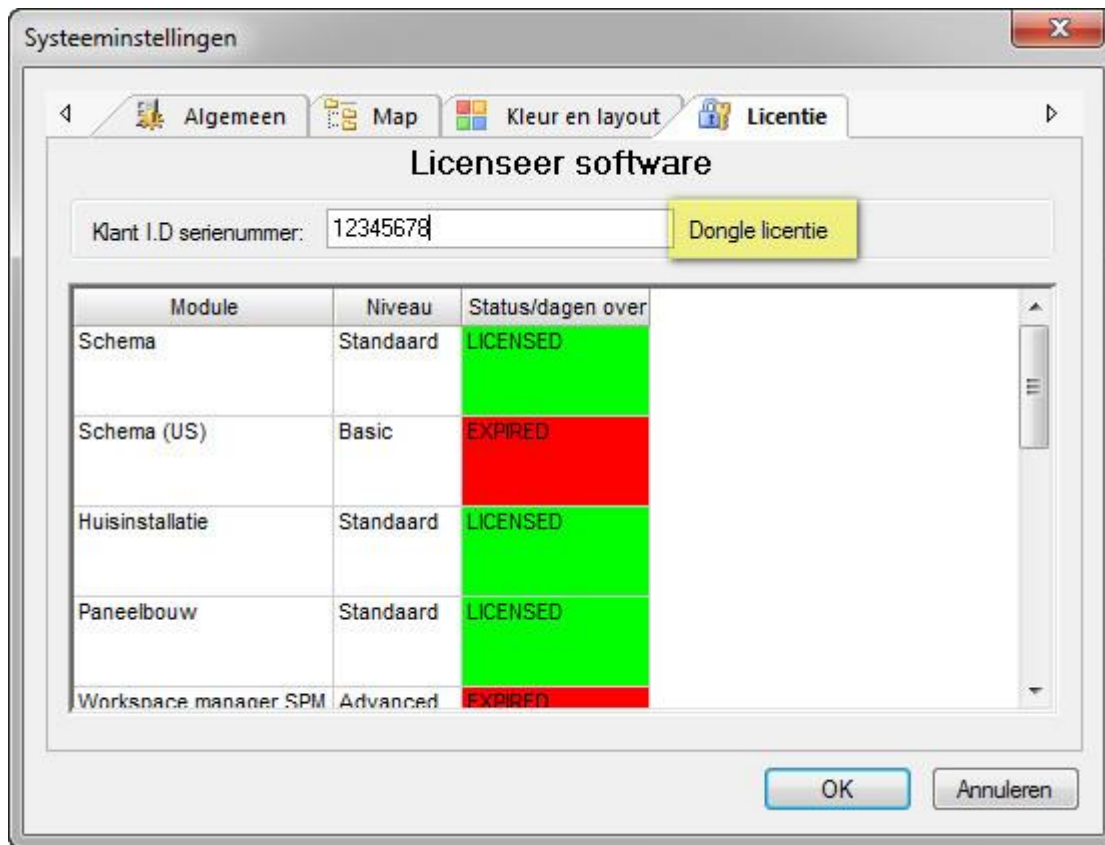 Systeeminstellingen
Algemeen Map Kleur en layout Licentie
Licenseer software
Klant I.D serienummer: 12345678 Dongle licentie
Module Niveau Status/dagen over
Schema Standaard LICENSED
Schema (US) Basic EXPIRED
Huisinstallatie Standaard LICENSED
Paneelbouw Standaard LICENSED
Workspace manager SPM Advanced EXPIRED
OK Annuleren